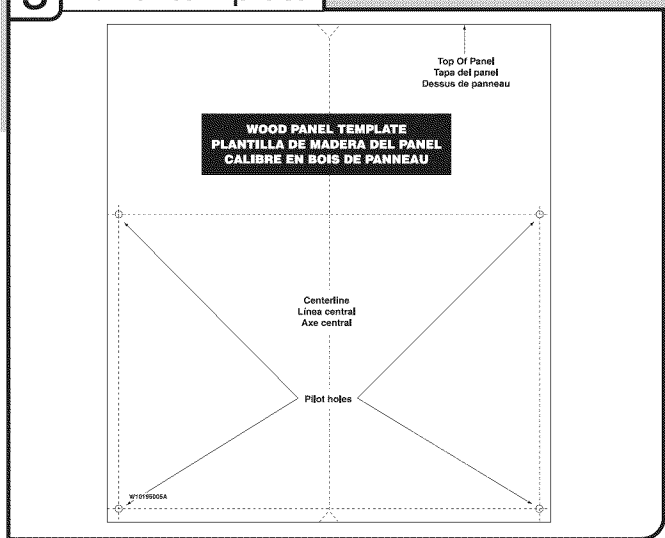 Top Of Panel
Tapa del panel
Dessus de panneau
WOOD PANEL TEMPLATE
PLANTILLA DE MADERA DEL PANEL
CALIBRE EN BOIS DE PANNEAU
Centerline
Línea central
Axe central
Pilot holes
W10195005A